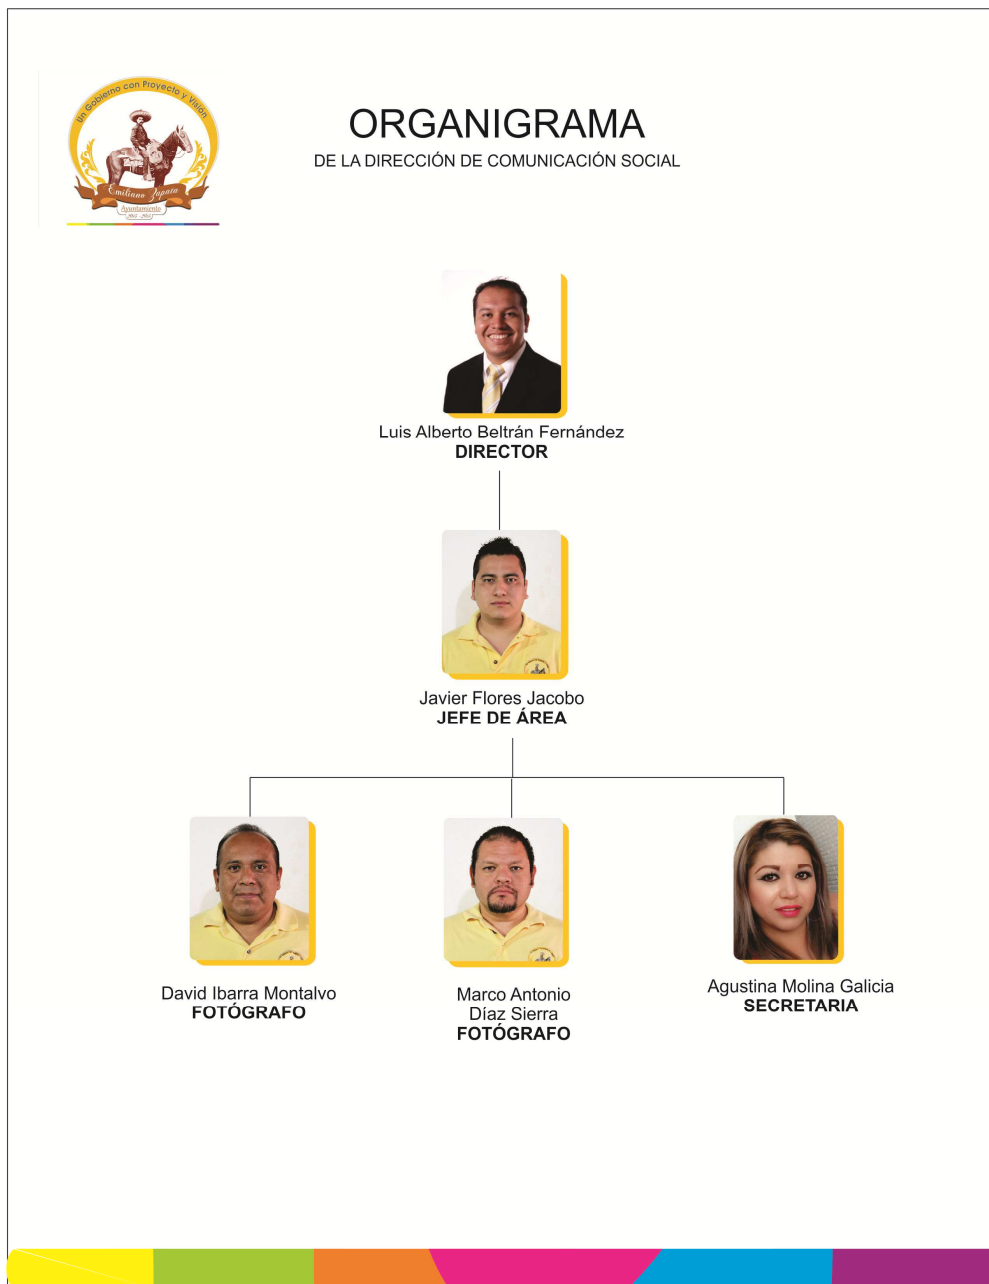 Un Gobierno con Proyecto y Visión
Emiliano Zapata
Ayuntamiento
ORGANIGRAMA
DE LA DIRECCIÓN DE COMUNICACIÓN SOCIAL
Luis Alberto Beltrán Fernández
DIRECTOR
Javier Flores Jacobo
JEFE DE ÁREA
David Ibarra Montalvo
FOTÓGRAFO
Marco Antonio
Díaz Sierra
FOTÓGRAFO
Agustina Molina Galicia
SECRETARIA